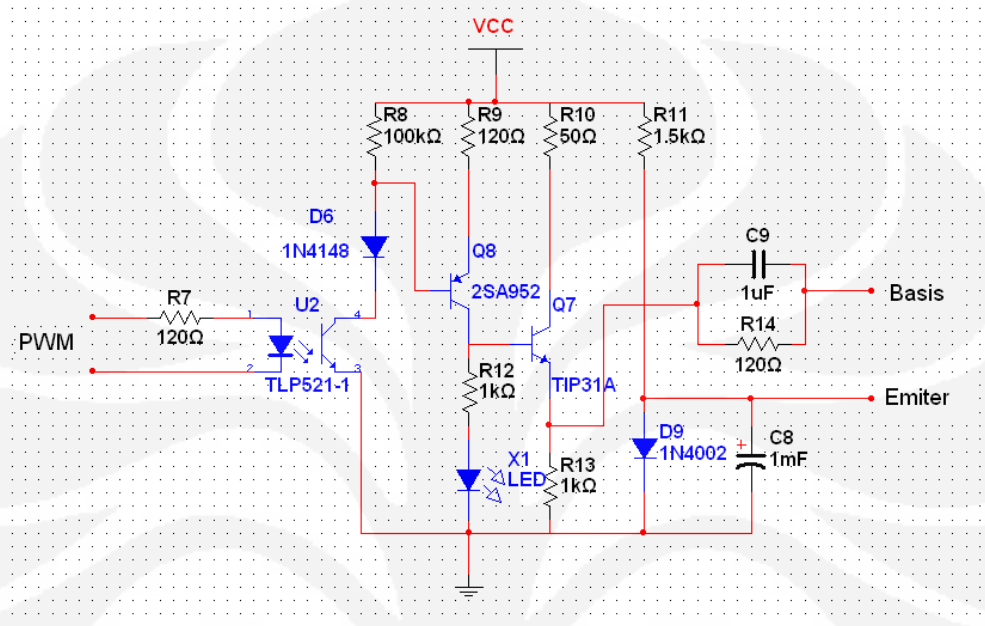 VCC
R8
100kΩ
R9
120Ω
R10
50Ω
R11
1.5kΩ
D6
1N4148
Q8
2SA952
C9
1uF
Basis
R7
120Ω
U2
1
4
Q7
R14
120Ω
PWM
2
3
TLP521-1
R12
1kΩ
TIP31A
Emiter
D9
1N4002
C8
+
1mF
X1
LED
R13
1kΩ